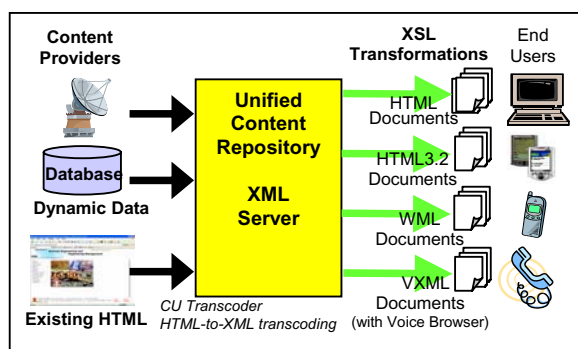 Content
Providers
Database
Dynamic Data
Existing HTML
Unified
Content
Repository
XML
Server
CU Transcoder
HTML-to-XML transcoding
XSL
Transformations
HTML
Documents
HTML3.2
Documents
WML
Documents
VXML
Documents
(with Voice Browser)
End
Users